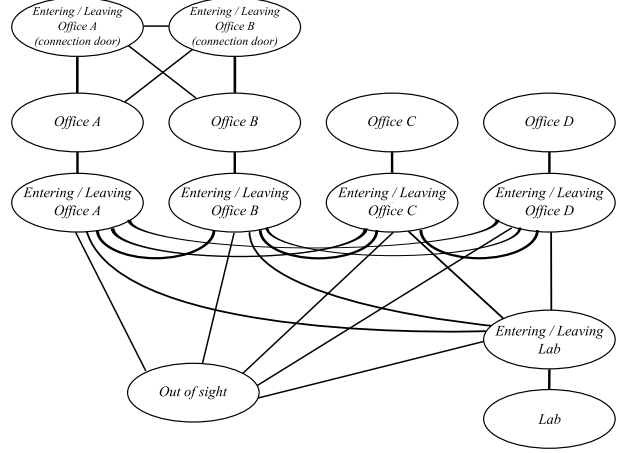 Entering / Leaving
Office A
(connection door)
Entering / Leaving
Office B
(connection door)
Office A
Office B
Office C
Office D
Entering / Leaving
Office A
Entering / Leaving
Office B
Entering / Leaving
Office C
Entering / Leaving
Office D
Entering / Leaving
Lab
Out of sight
Lab